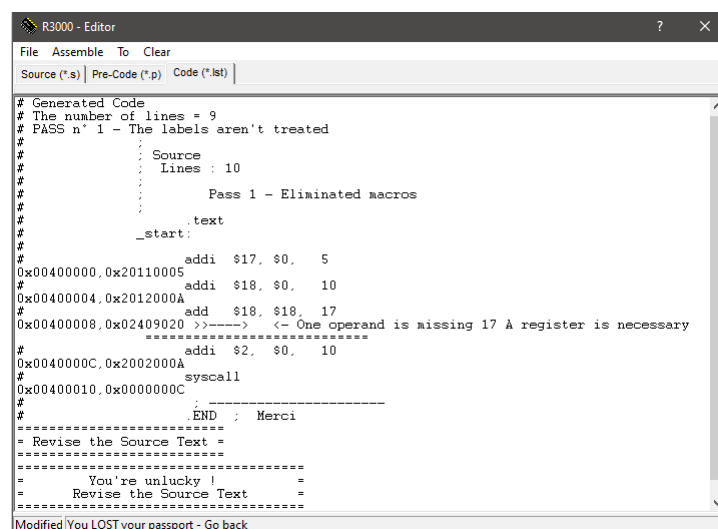 R3000 - Editor ? X
File Assemble To Clear
Source (*.s) Pre-Code (*.p) Code (*.lst)
# Generated Code
# The number of lines = 9
# PASS n° 1 - The labels aren't treated
# ;
# ; Source
# ; Lines : 10
# ;
# ; Pass 1 - Eliminated macros
# ;
# .text
# _start:
#
# addi $17, $0, 5
0x00400000,0x20110005
# addi $18, $0, 10
0x00400004,0x2012000A
# add $18, $18, 17
0x00400008,0x02409020 >>----> <- One operand is missing 17 A register is necessary
============================
# addi $2, $0, 10
0x0040000C,0x2002000A
# syscall
0x00400010,0x0000000C
# ; ----------------------
# .END ; Merci
==========================
= Revise the Source Text =
==========================
====================================
= You're unlucky ! =
= Revise the Source Text =
====================================
Modified You LOST your passport - Go back